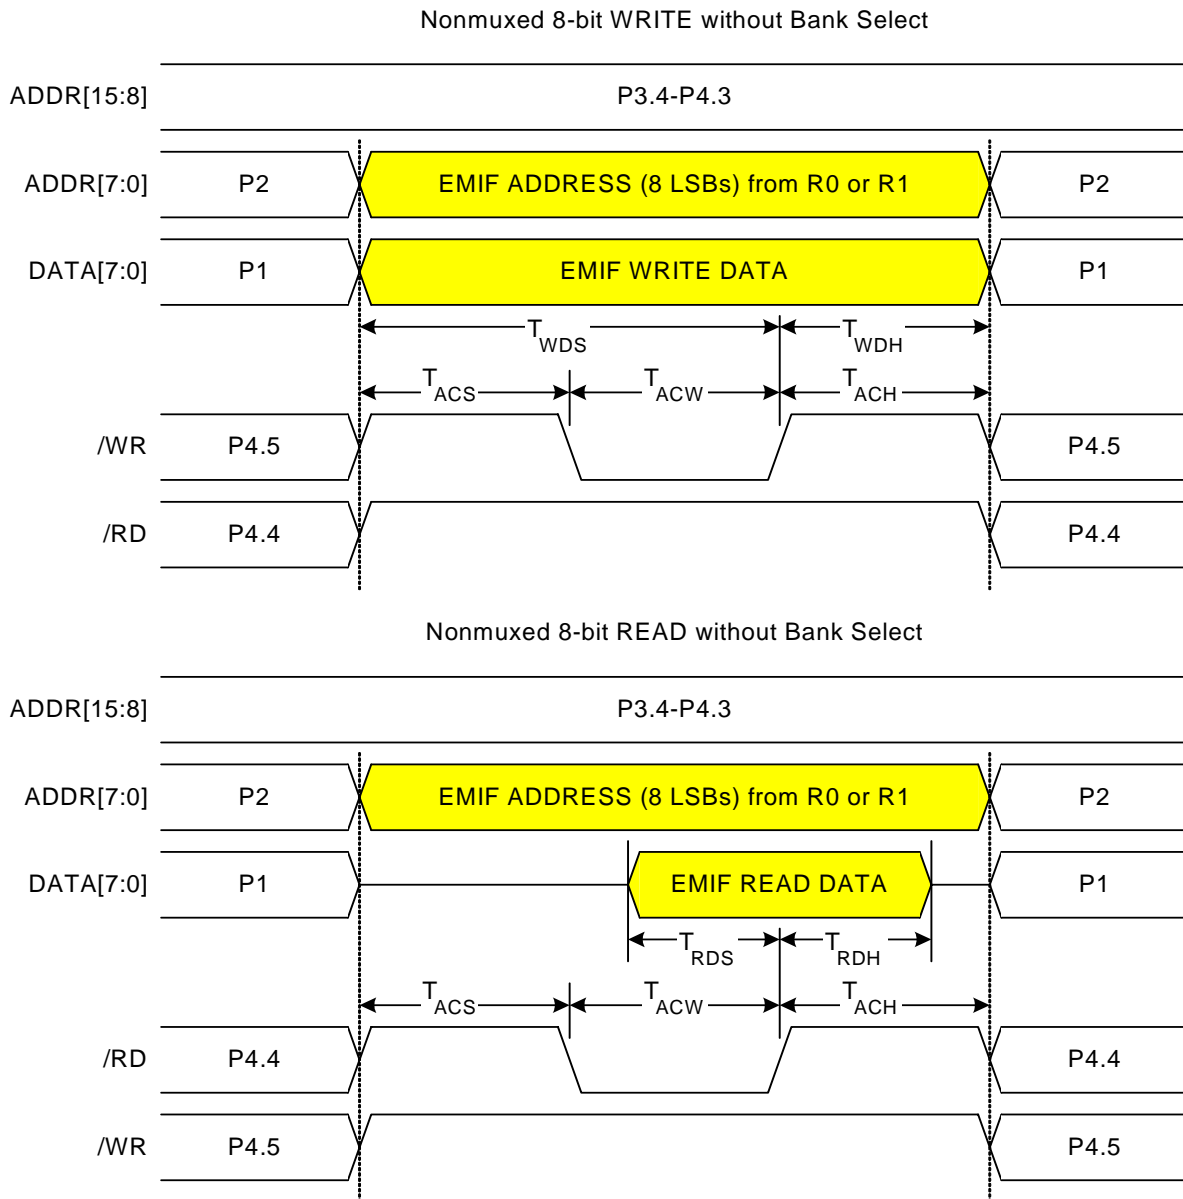 Nonmuxed 8-bit WRITE without Bank Select
ADDR[15:8] P3.4-P4.3
ADDR[7:0] P2 EMIF ADDRESS (8 LSBs) from R0 or R1 P2
DATA[7:0] P1 EMIF WRITE DATA P1
TWDS TWDH
TACS TACW TACH
/WR P4.5 P4.5
/RD P4.4 P4.4
Nonmuxed 8-bit READ without Bank Select
ADDR[15:8] P3.4-P4.3
ADDR[7:0] P2 EMIF ADDRESS (8 LSBs) from R0 or R1 P2
DATA[7:0] P1 EMIF READ DATA P1
TRDS TRDH
TACS TACW TACH
/RD P4.4 P4.4
/WR P4.5 P4.5